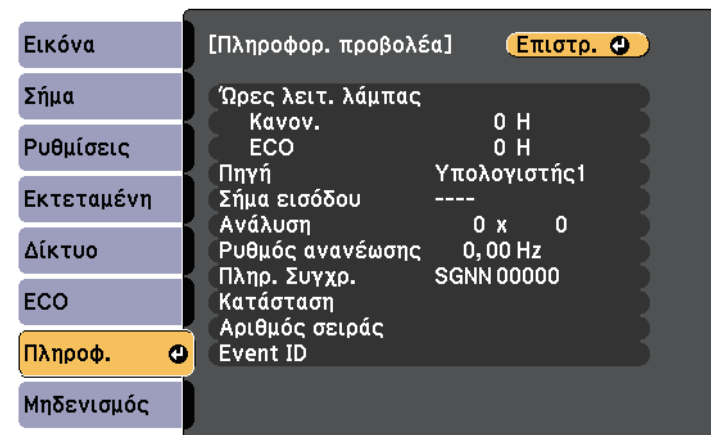 Εικόνα
Σήμα
Ρυθμίσεις
Εκτεταμένη
Δίκτυο
ECO
Πληροφ.
Μηδενισμός
[Πληροφορ. προβολέα] Επιστρ.
Ώρες λειτ. λάμπας
Κανον. 0 H
ECO 0 H
Πηγή Υπολογιστής1
Σήμα εισόδου ----
Ανάλυση 0 x 0
Ρυθμός ανανέωσης 0,00 Hz
Πληρ. Συγχρ. SGNN 00000
Κατάσταση
Αριθμός σειράς
Event ID